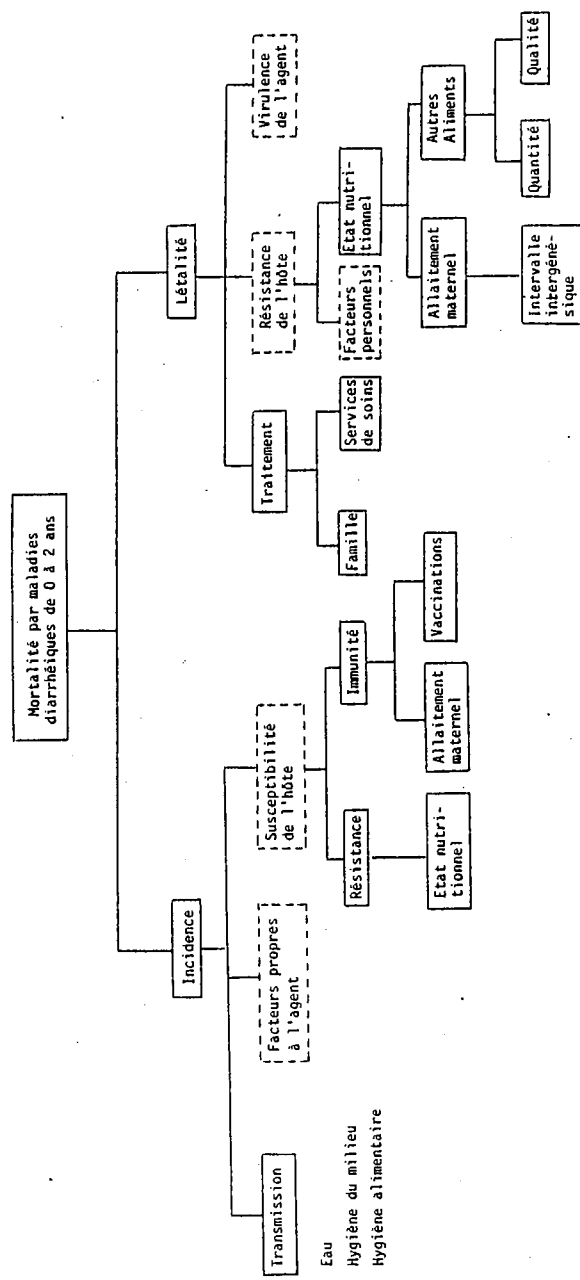 Mortalité par maladies
diarrhéiques de 0 à 2 ans
Incidence
Létalité
Transmission
Eau
Hygiène du milieu
Hygiène alimentaire
Facteurs propres
à l'agent
Susceptibilité
de l'hôte
Résistance
Etat nutri-
tionnel
Immunité
Allaitement
maternel
Vaccinations
Traitement
Famille
Services
de soins
Résistance
de l'hôte
Facteurs
personnels
Etat nutri-
tionnel
Allaitement
maternel
Intervalle
intergéné-
sique
Autres
Aliments
Quantité
Qualité
Virulence
de l'agent